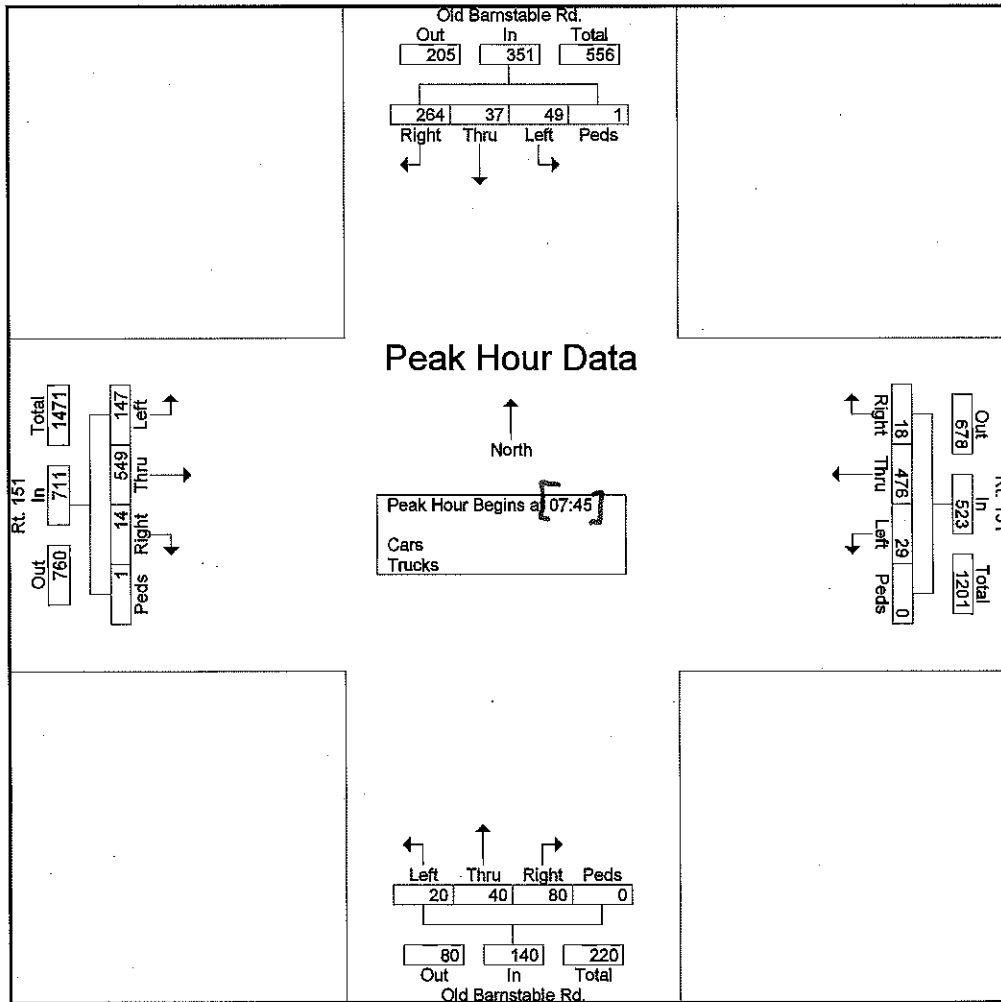 Old Barnstable Rd.
Out In Total
205 351 556
264 37 49 1
Right Thru Left Peds
Peak Hour Data
North
Peak Hour Begins at [07:45]
Cars
Trucks
Rt. 151
Total In Out
1471 711 760
147 549 14 1
Left Thru Right Peds
Out In Total
678 523 1201
18 476 29 0
Right Thru Left Peds
Left Thru Right Peds
20 40 80 0
80 140 220
Out In Total
Old Barnstable Rd.